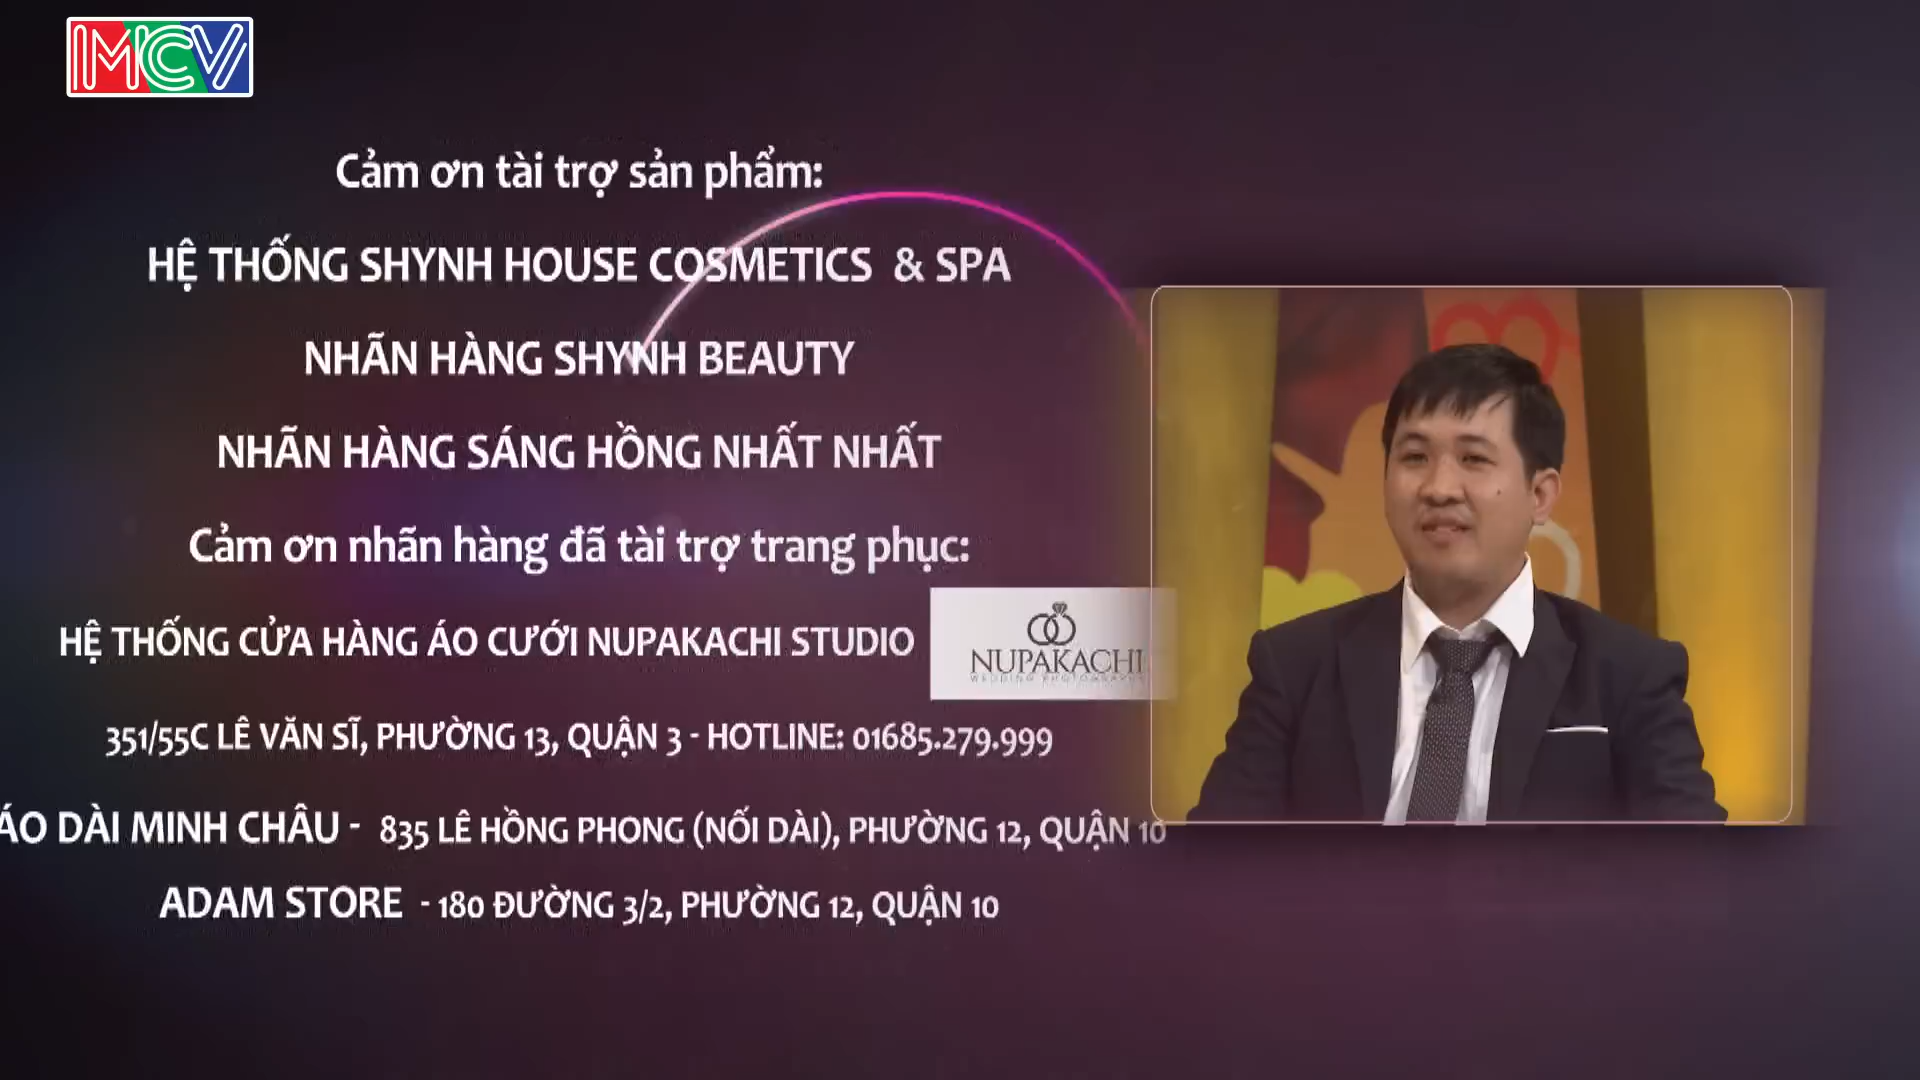 MCV
Cảm ơn tài trợ sản phẩm:
HỆ THỐNG SHYNH HOUSE COSMETICS & SPA
NHÃN HÀNG SHYNH BEAUTY
NHÃN HÀNG SÁNG HỒNG NHẤT NHẤT
Cảm ơn nhãn hàng đã tài trợ trang phục:
HỆ THỐNG CỬA HÀNG ÁO CƯỚI NUPAKACHI STUDIO
NUPAKACHI
WEDDING PHOTOGRAPHY
351/55C LÊ VĂN SĨ, PHƯỜNG 13, QUẬN 3 - HOTLINE: 01685.279.999
ÁO DÀI MINH CHÂU - 835 LÊ HỒNG PHONG (NỐI DÀI), PHƯỜNG 12, QUẬN 10
ADAM STORE - 180 ĐƯỜNG 3/2, PHƯỜNG 12, QUẬN 10